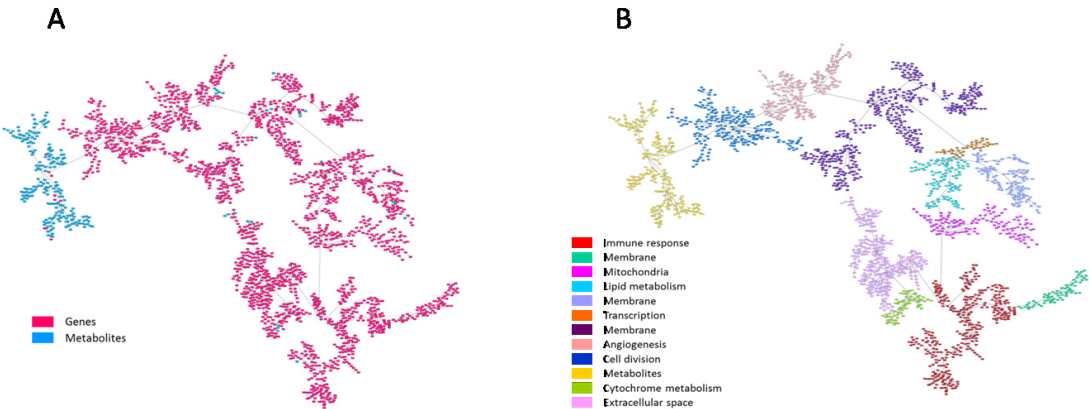 A
B
Genes
Metabolites
Immune response
Membrane
Mitochondria
Lipid metabolism
Membrane
Transcription
Membrane
Angiogenesis
Cell division
Metabolites
Cytochrome metabolism
Extracellular space